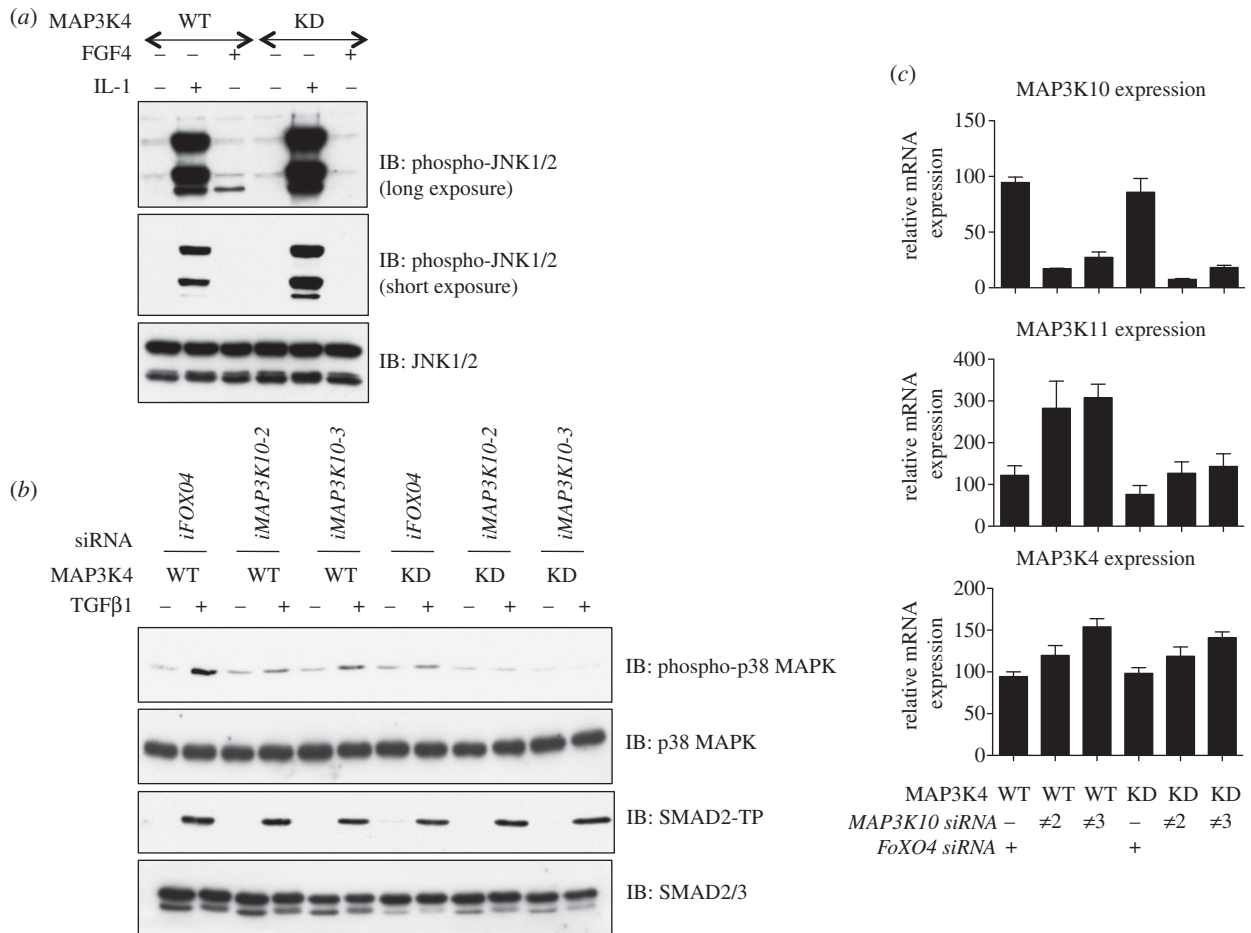 (a)
MAP3K4 WT KD
FGF4 – – + – – +
IL-1 – + – – + –
IB: phospho-JNK1/2
(long exposure)
IB: phospho-JNK1/2
(short exposure)
IB: JNK1/2
(b)
siRNA iFOX04 iMAP3K10-2 iMAP3K10-3 iFOX04 iMAP3K10-2 iMAP3K10-3
MAP3K4 WT WT WT KD KD KD
TGFβ1 – + – + – + – + – + – +
IB: phospho-p38 MAPK
IB: p38 MAPK
IB: SMAD2-TP
IB: SMAD2/3
(c)
MAP3K10 expression
relative mRNA
expression
150
100
50
0
MAP3K11 expression
relative mRNA
expression
400
300
200
100
0
MAP3K4 expression
relative mRNA
expression
200
150
100
50
0
MAP3K4 WT WT WT KD KD KD
MAP3K10 siRNA – ≠2 ≠3 – ≠2 ≠3
FoXO4 siRNA + +